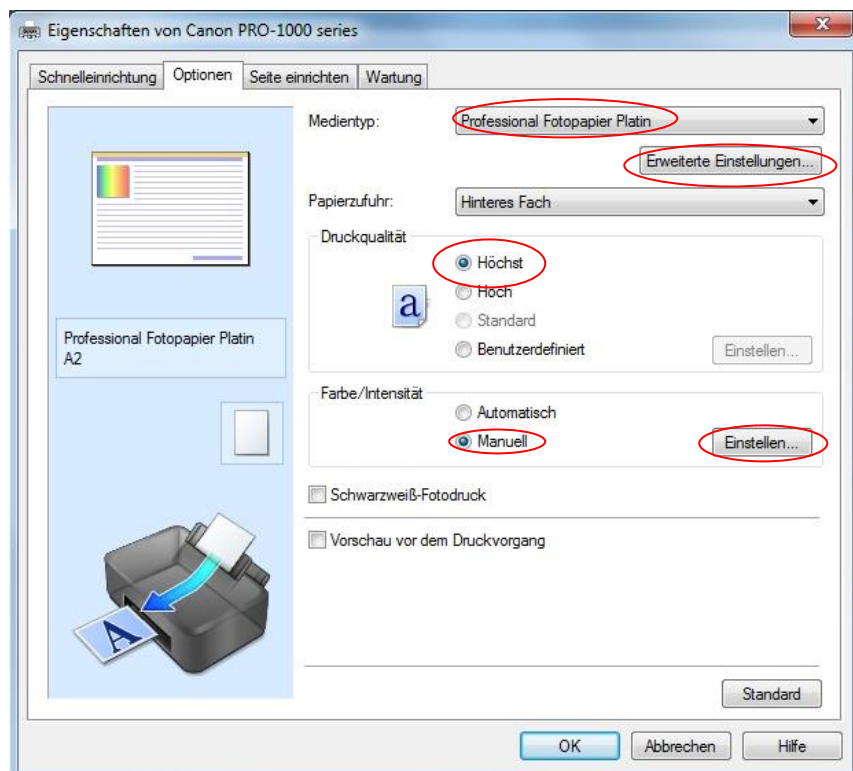 Eigenschaften von Canon PRO-1000 series
Schnelleinrichtung Optionen Seite einrichten Wartung
Medientyp: Professional Fotopapier Platin
Erweiterte Einstellungen...
Papierzufuhr: Hinteres Fach
Druckqualität
Höchst
a
Hoch
Standard
Professional Fotopapier Platin
A2
Benutzerdefiniert Einstellen...
Farbe/Intensität
Automatisch
Manuell Einstellen...
Schwarzweiß-Fotodruck
Vorschau vor dem Druckvorgang
A
Standard
OK Abbrechen Hilfe